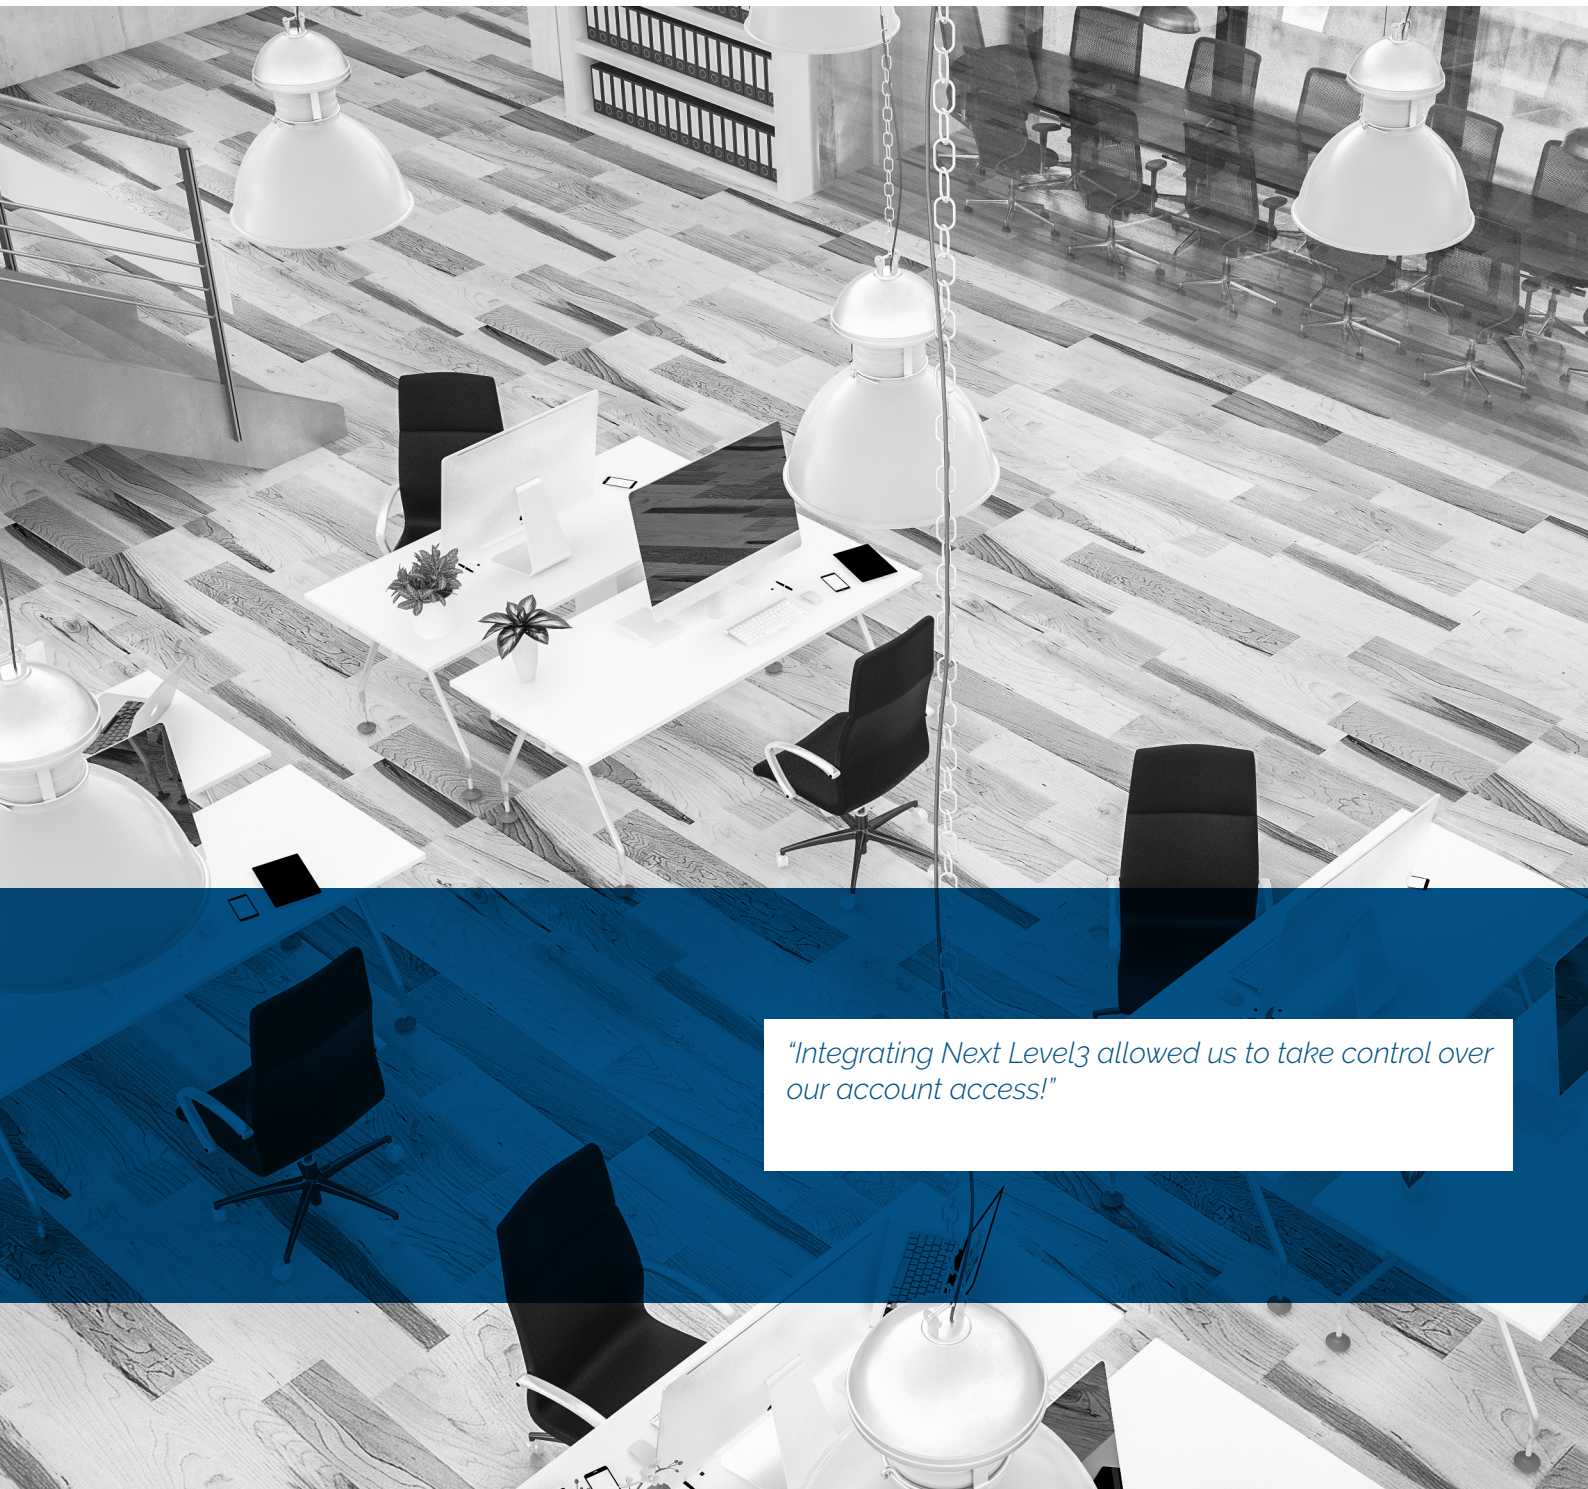 “Integrating Next Level3 allowed us to take control over
our account access!”